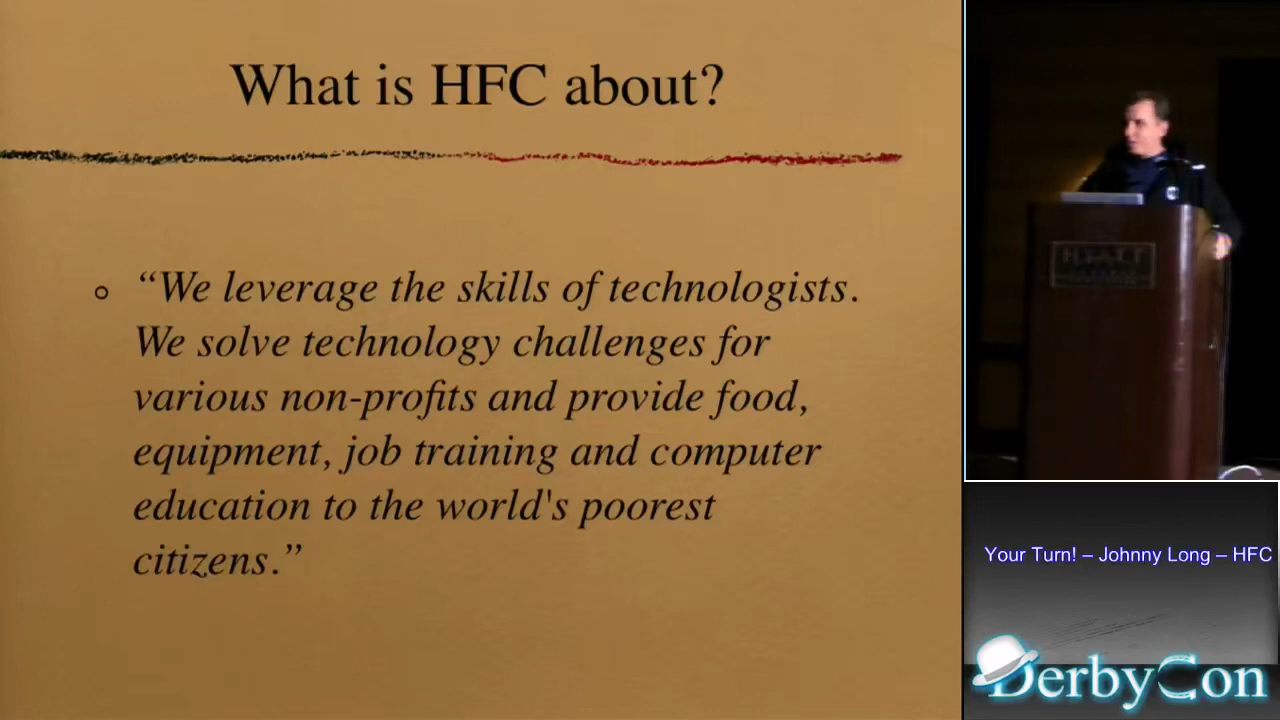 What is HFC about?
“We leverage the skills of technologists.
We solve technology challenges for
various non-profits and provide food,
equipment, job training and computer
education to the world's poorest
citizens.”
HYATT
Your Turn! – Johnny Long – HFC
DerbyCon